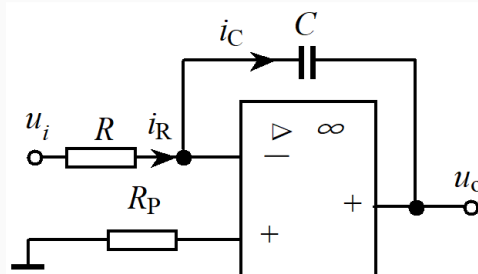 i_C C
u_i R i_R ▷ ∞
−
R_P u_o
+ +